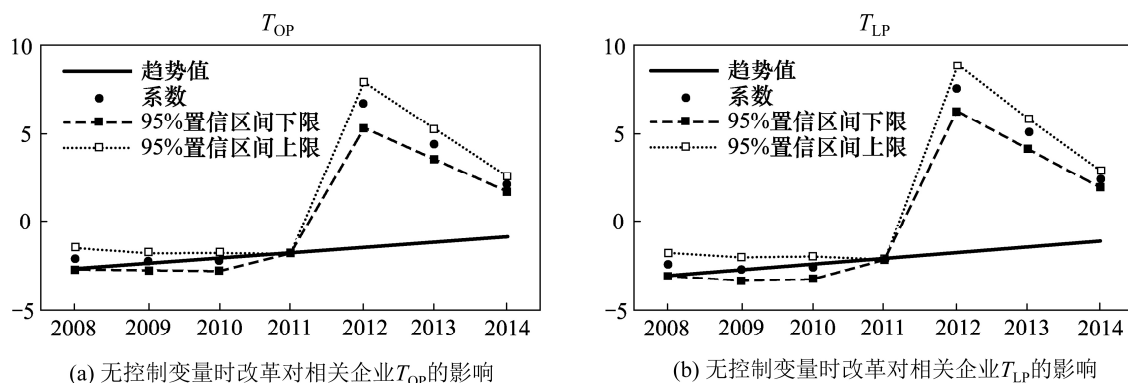 T_OP
10
5
0
−5
趋势值
系数
95%置信区间下限
95%置信区间上限
2008 2009 2010 2011 2012 2013 2014
(a) 无控制变量时改革对相关企业T_OP的影响
T_LP
10
5
0
−5
趋势值
系数
95%置信区间下限
95%置信区间上限
2008 2009 2010 2011 2012 2013 2014
(b) 无控制变量时改革对相关企业T_LP的影响